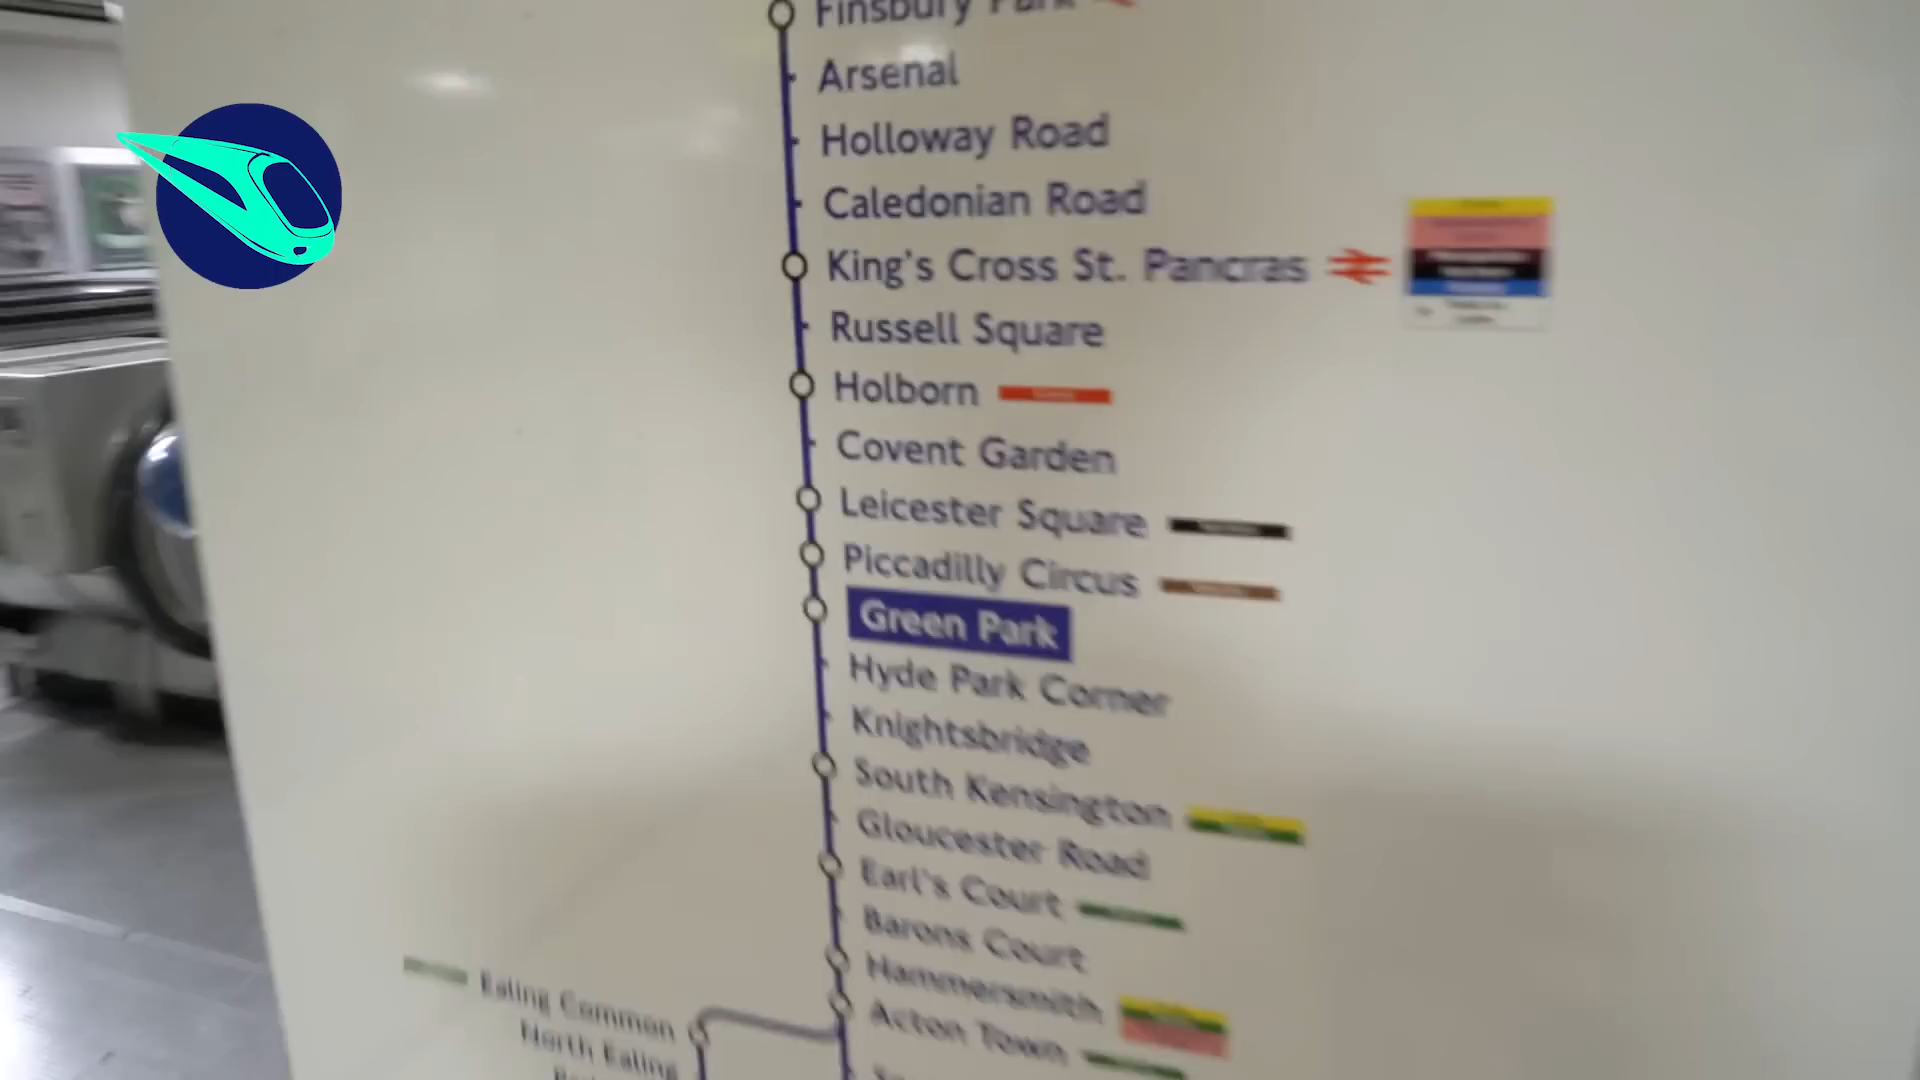 Finsbury Park
Arsenal
Holloway Road
Caledonian Road
King's Cross St. Pancras
Russell Square
Holborn
Covent Garden
Leicester Square
Piccadilly Circus
Green Park
Hyde Park Corner
Knightsbridge
South Kensington
Gloucester Road
Earl's Court
Barons Court
Hammersmith
Acton Town
Ealing Common
North Ealing